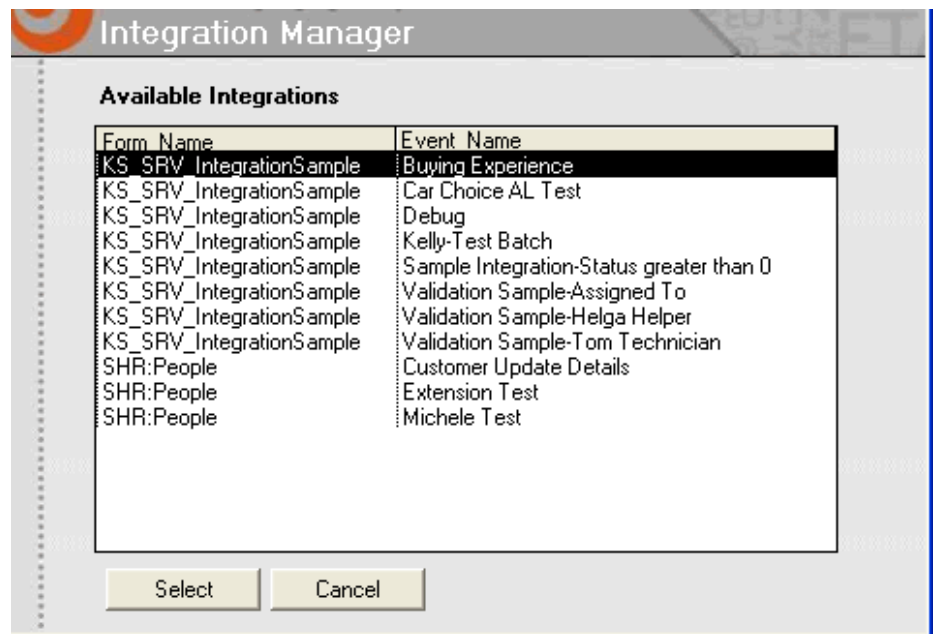 Integration Manager
Available Integrations
Form Name Event Name
KS_SRV_IntegrationSample Buying Experience
KS_SRV_IntegrationSample Car Choice AL Test
KS_SRV_IntegrationSample Debug
KS_SRV_IntegrationSample Kelly-Test Batch
KS_SRV_IntegrationSample Sample Integration-Status greater than 0
KS_SRV_IntegrationSample Validation Sample-Assigned To
KS_SRV_IntegrationSample Validation Sample-Helga Helper
KS_SRV_IntegrationSample Validation Sample-Tom Technician
SHR:People Customer Update Details
SHR:People Extension Test
SHR:People Michele Test
Select Cancel